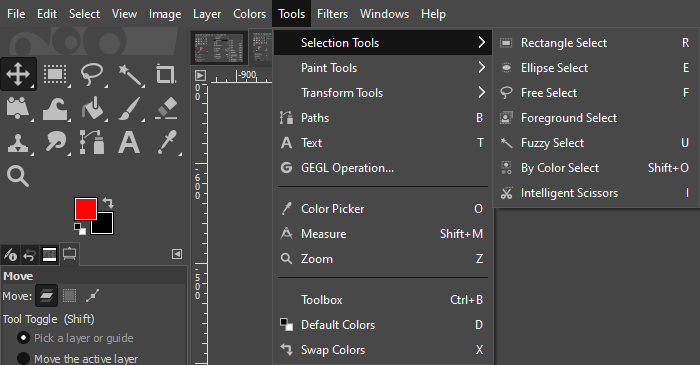 File Edit Select View Image Layer Colors Tools Filters Windows Help
Selection Tools
Paint Tools
Transform Tools
Paths B
Text T
GEGL Operation...
Color Picker O
Measure Shift+M
Zoom Z
Toolbox Ctrl+B
Default Colors D
Swap Colors X
Rectangle Select R
Ellipse Select E
Free Select F
Foreground Select
Fuzzy Select U
By Color Select Shift+O
Intelligent Scissors I
-900
00
-600
-500
Move
Move:
Tool Toggle (Shift)
Pick a layer or guide
Move the active layer